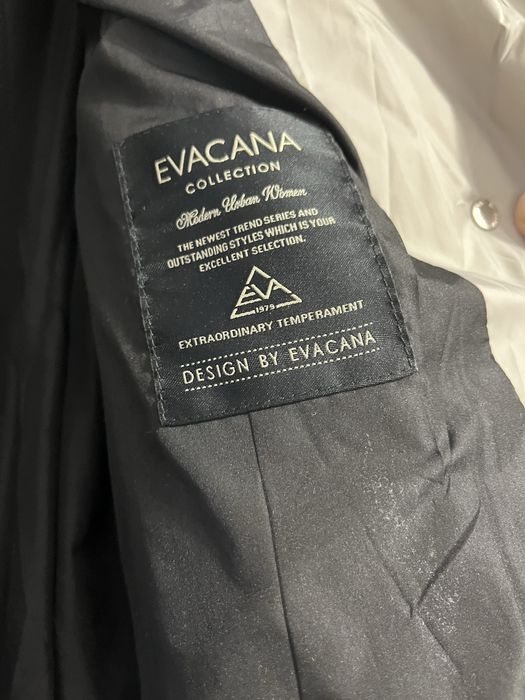 EVACANA
COLLECTION
Modern Urban Women
THE NEWEST TREND SERIES AND
OUTSTANDING STYLES WHICH IS YOUR
EXCELLENT SELECTION.
EVA
1979
EXTRAORDINARY TEMPERAMENT
DESIGN BY EVACANA